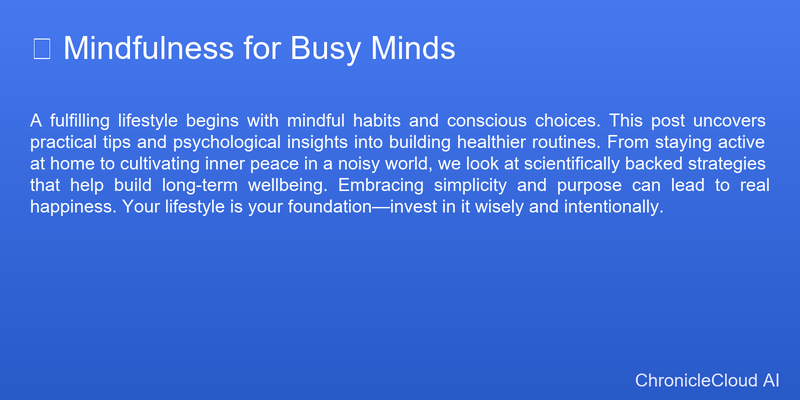 Mindfulness for Busy Minds
A fulfilling lifestyle begins with mindful habits and conscious choices. This post uncovers
practical tips and psychological insights into building healthier routines. From staying active
at home to cultivating inner peace in a noisy world, we look at scientifically backed strategies
that help build long-term wellbeing. Embracing simplicity and purpose can lead to real
happiness. Your lifestyle is your foundation—invest in it wisely and intentionally.
ChronicleCloud AI